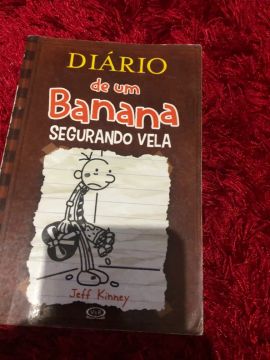 DIÁRIO
de um
Banana
SEGURANDO VELA
Jeff Kinney
V&R